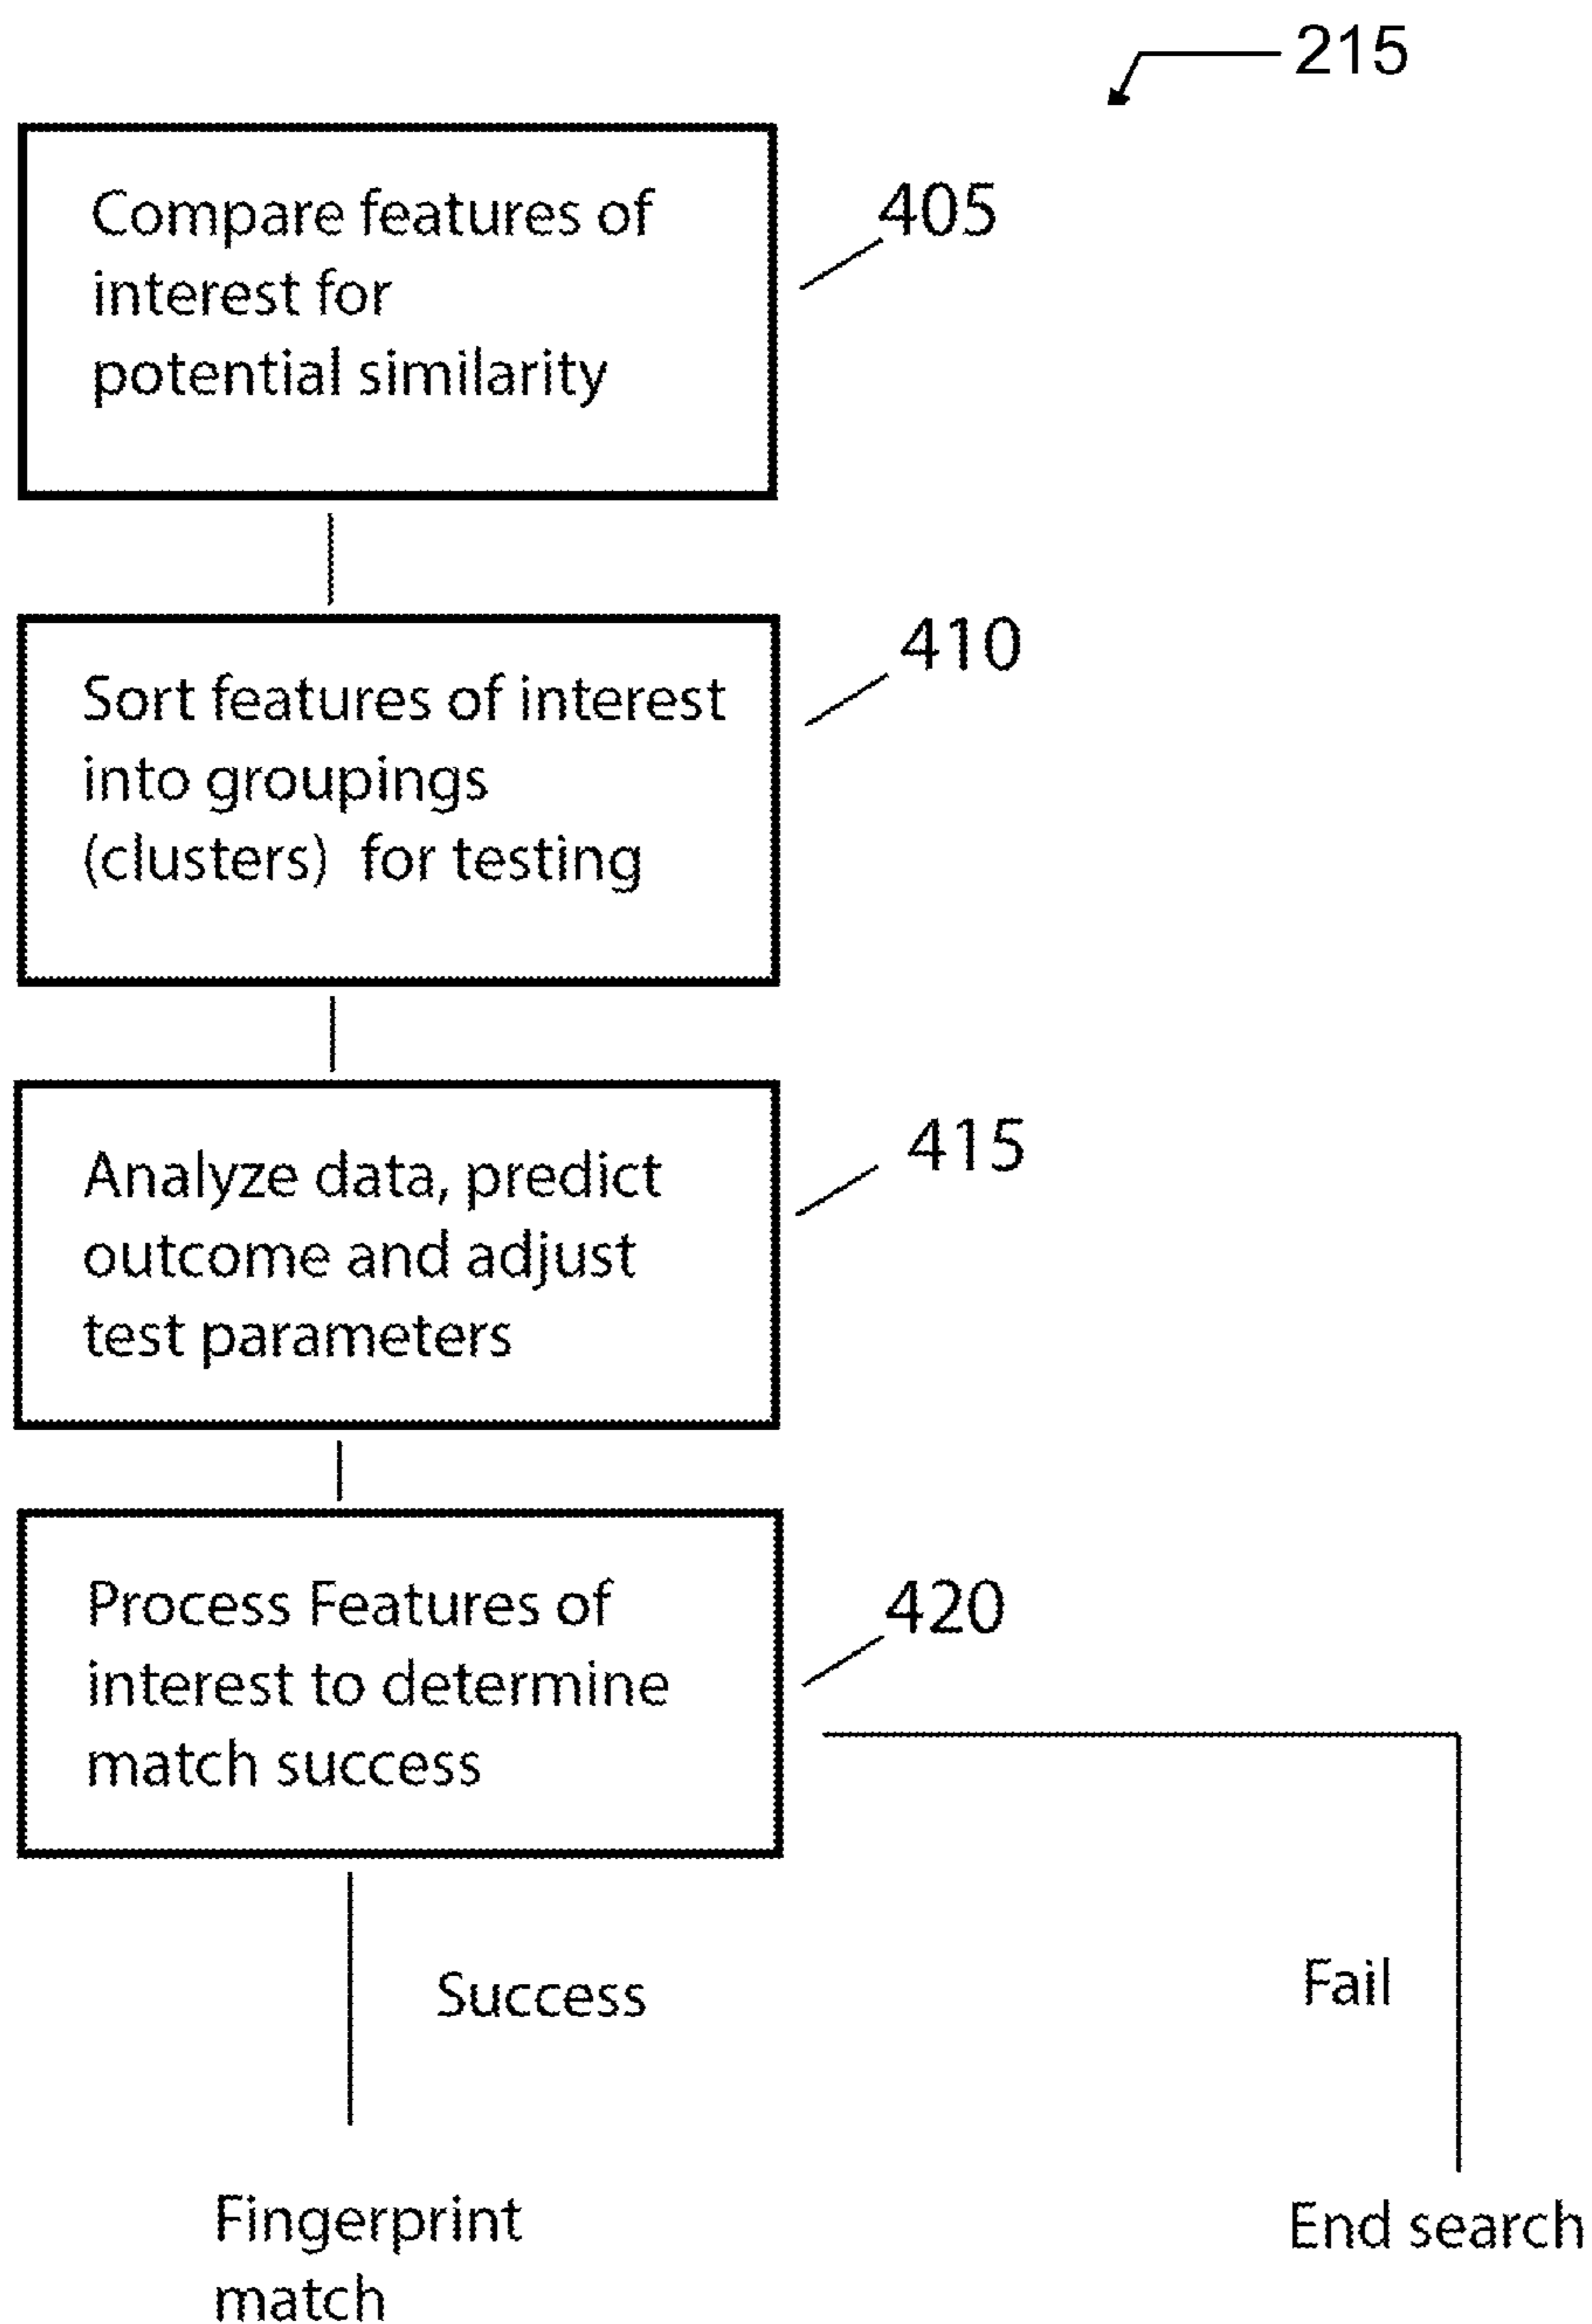 215
Compare features of
interest for
potential similarity
405
Sort features of interest
into groupings
(clusters) for testing
410
Analyze data, predict
outcome and adjust
test parameters
415
Process Features of
interest to determine
match success
420
Success
Fail
Fingerprint
match
End search